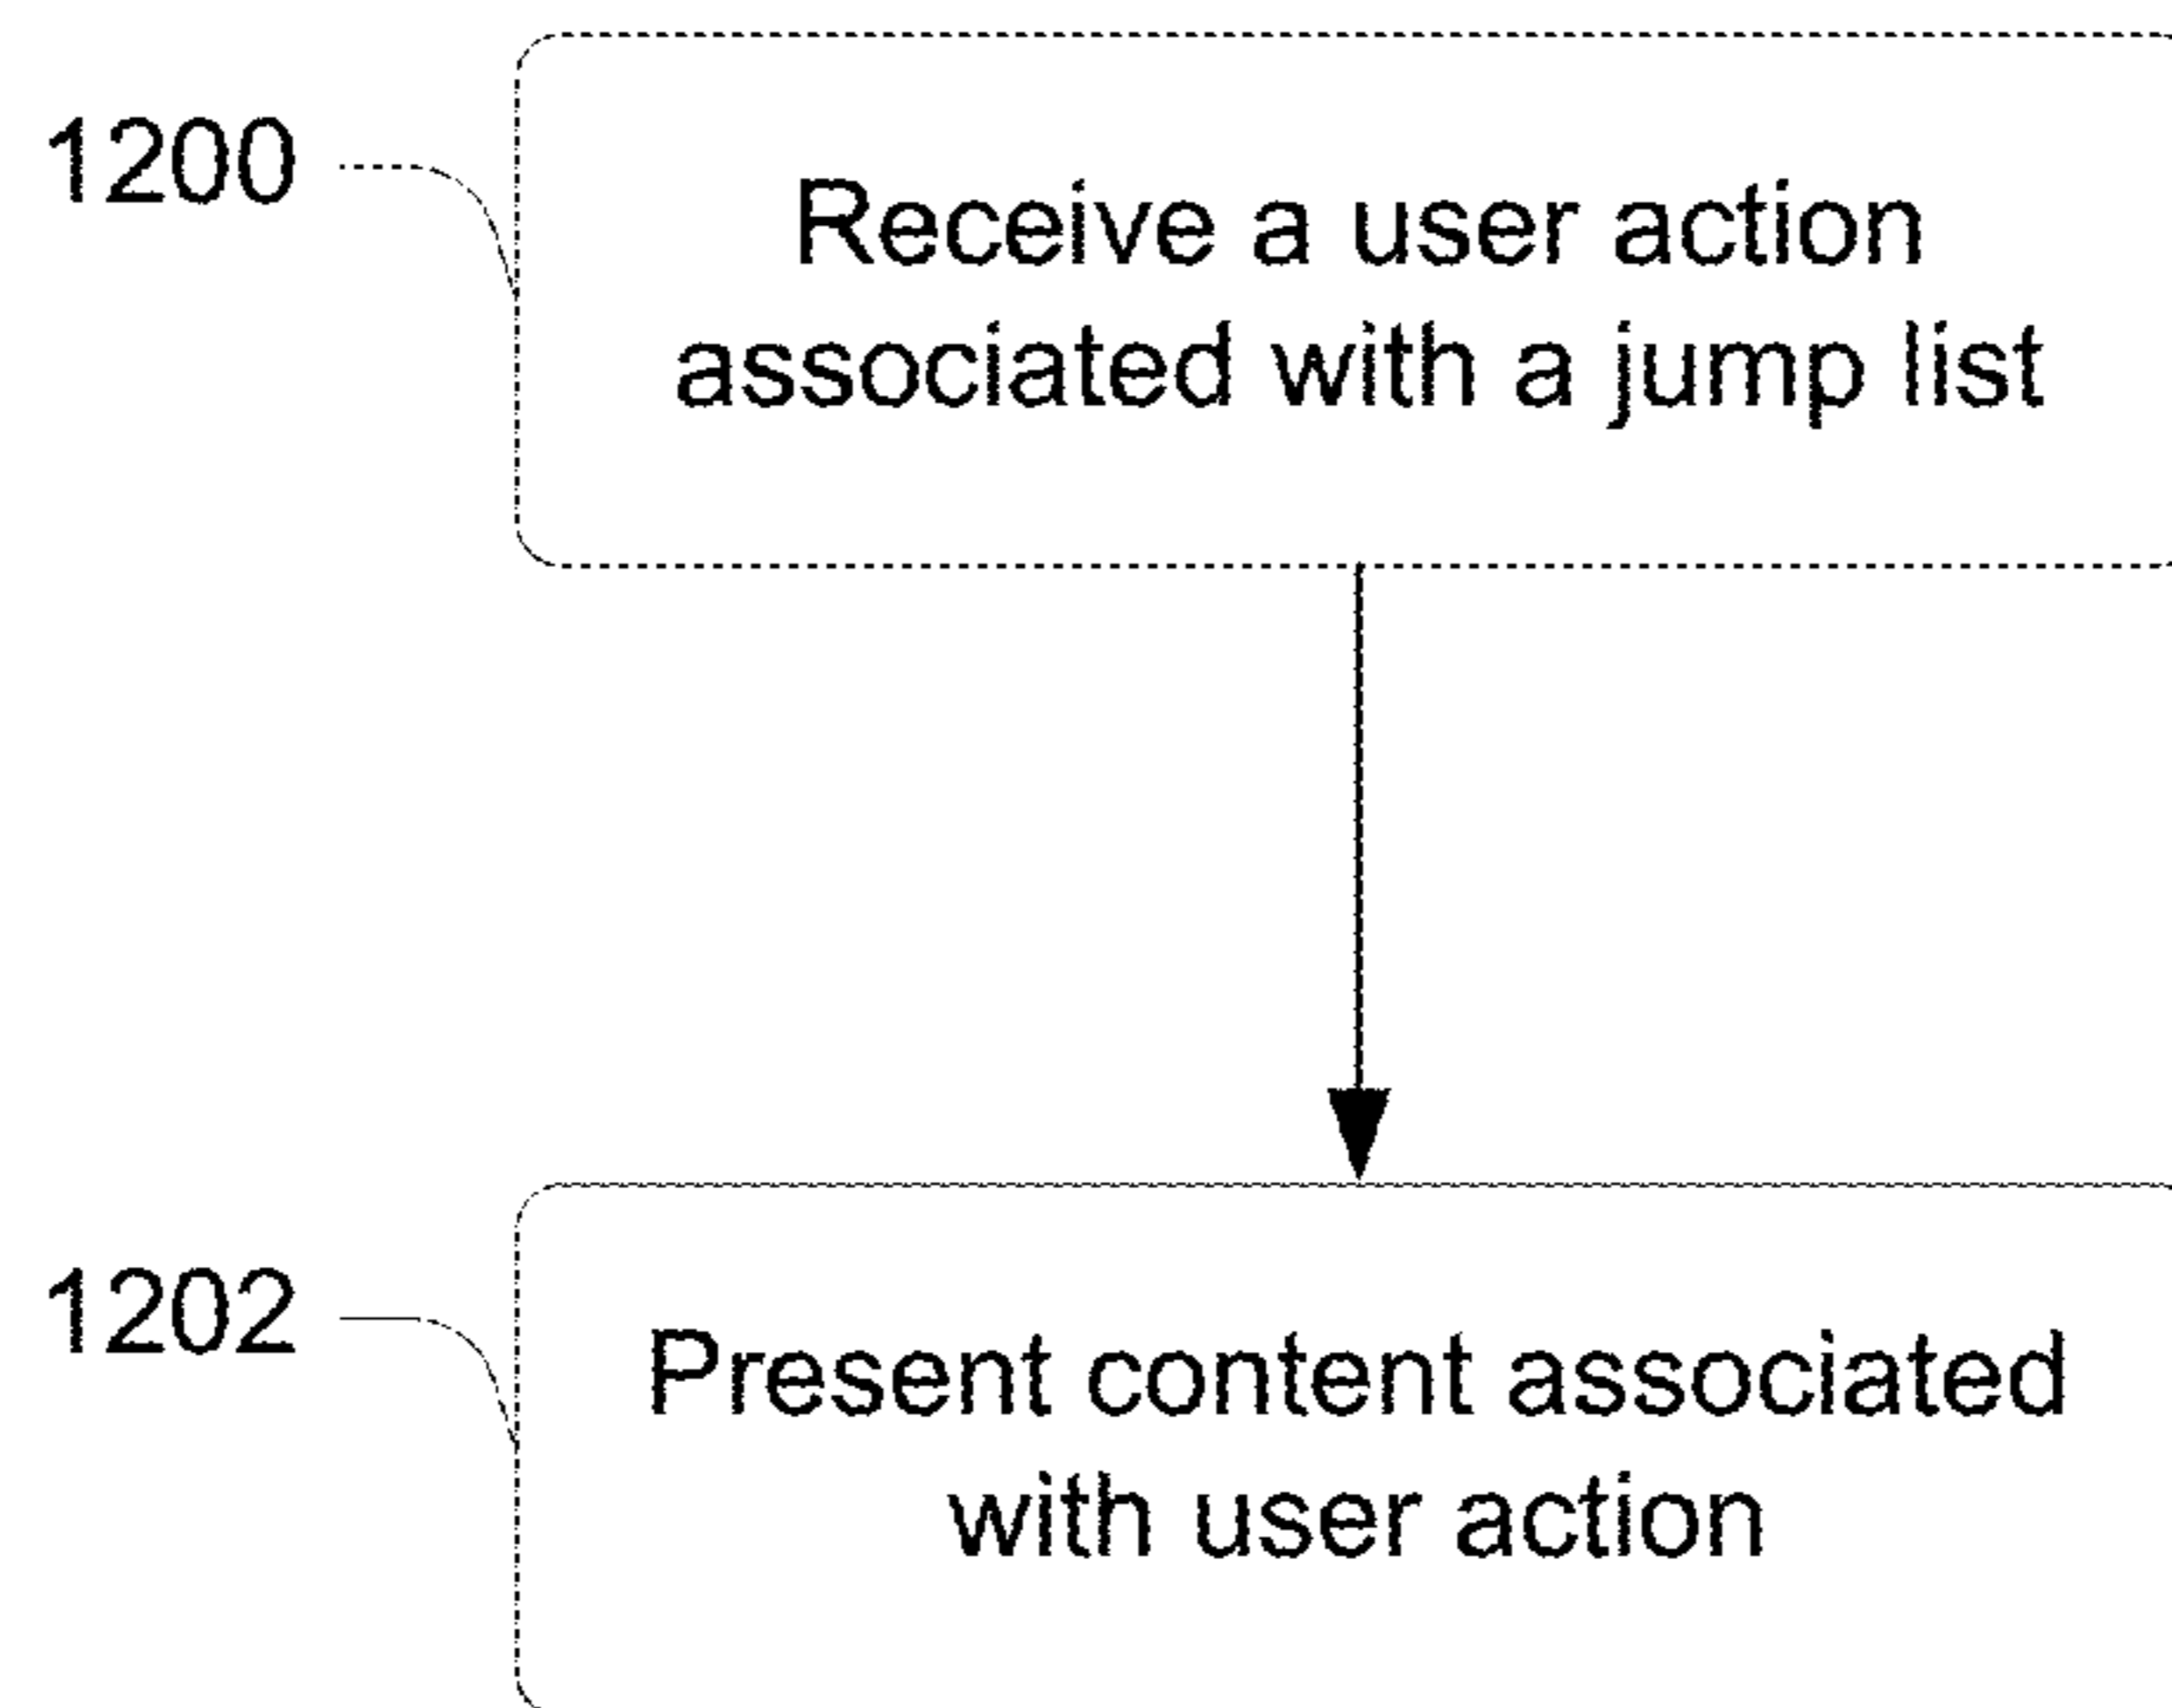 1200
Receive a user action
associated with a jump list
1202
Present content associated
with user action